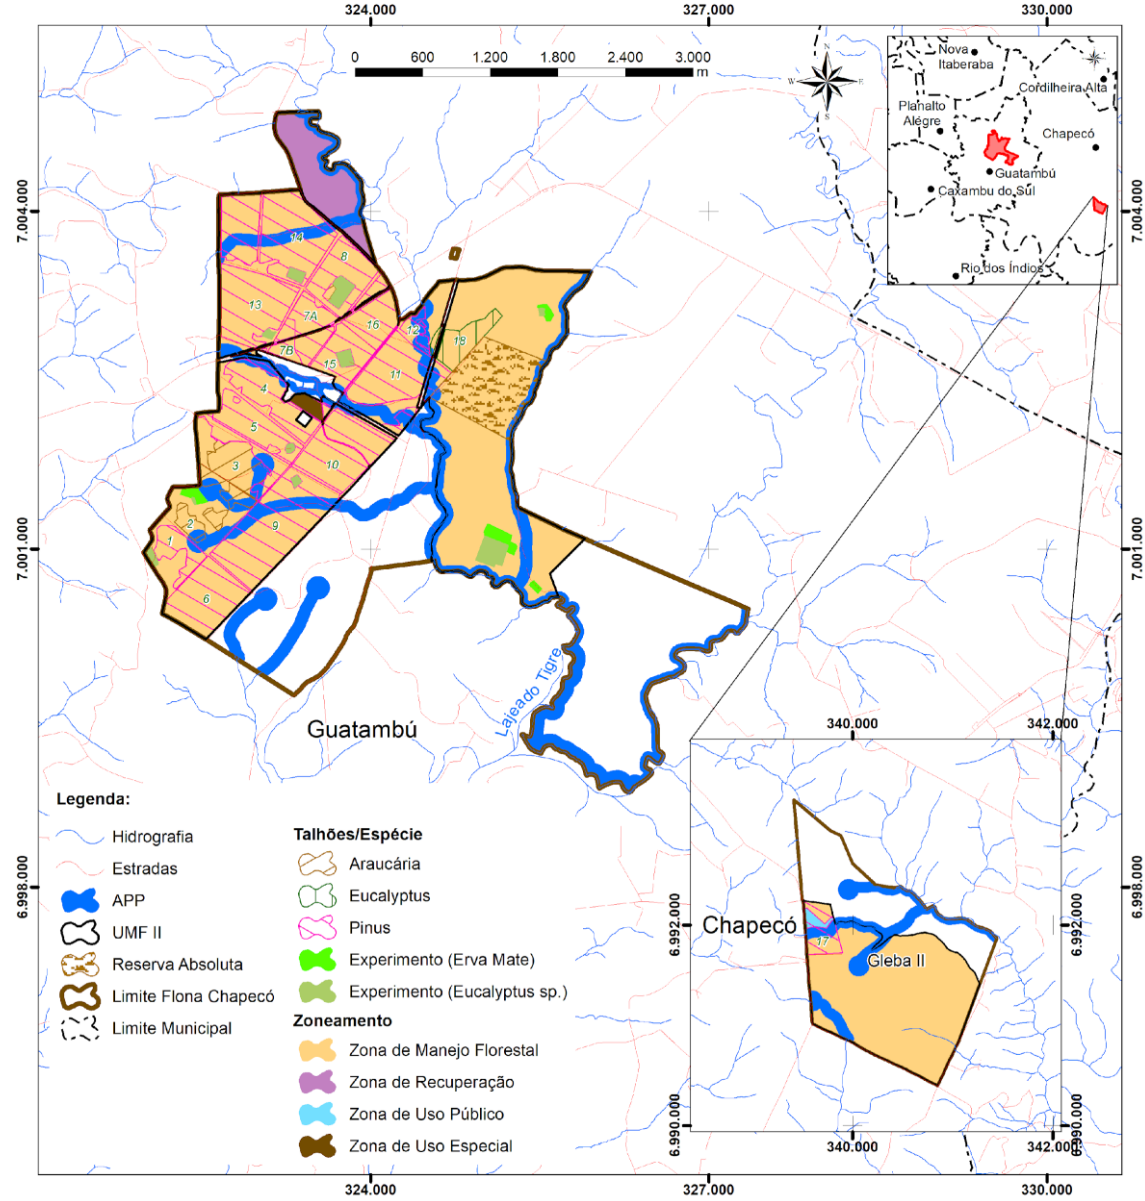 324.000
327.000
330.000
0
600
1.200
1.800
2.400
3.000
m
N
W
E
S
Nova
Itaberaba
Cordilheira Alta
Planalto
Alegre
Chapecó
Guatambú
Caxambu do Sul
Rio dos Índios
7.004.000
7.004.000
14
8
13
7A
16
12
18
7B
15
11
4
5
10
3
2
9
1
6
7.001.000
7.001.000
Lajeado Tigre
Guatambú
340.000
342.000
Legenda:
Hidrografia
Estradas
APP
UMF II
Reserva Absoluta
Limite Flona Chapecó
Limite Municipal
Talhões/Espécie
Araucária
Eucalyptus
Pinus
Experimento (Erva Mate)
Experimento (Eucalyptus sp.)
Zoneamento
Zona de Manejo Florestal
Zona de Recuperação
Zona de Uso Público
Zona de Uso Especial
6.998.000
6.998.000
6.992.000
6.992.000
Chapecó
17
Gleba II
6.990.000
6.990.000
340.000
342.000
324.000
327.000
330.000